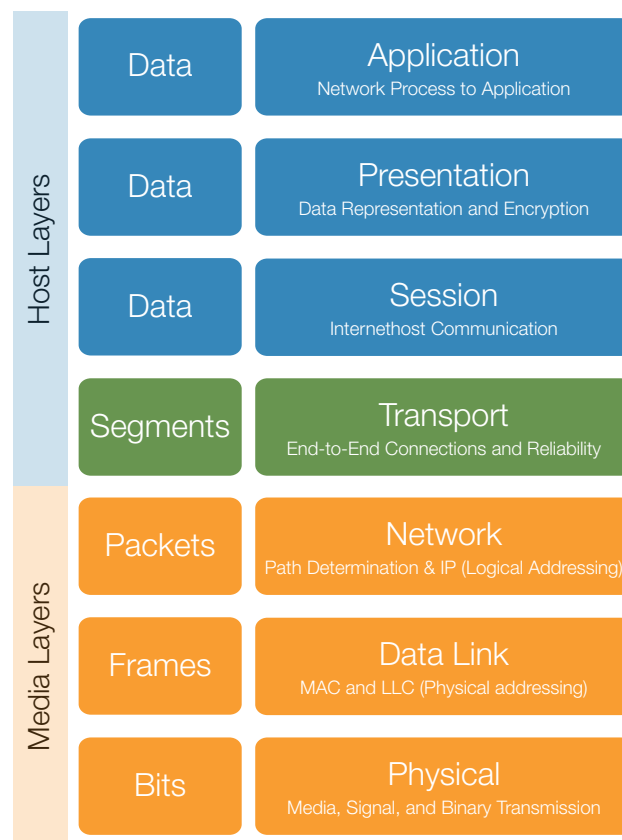 Host Layers
Data
Application
Network Process to Application
Data
Presentation
Data Representation and Encryption
Data
Session
Internethost Communication
Segments
Transport
End-to-End Connections and Reliability
Media Layers
Packets
Network
Path Determination & IP (Logical Addressing)
Frames
Data Link
MAC and LLC (Physical addressing)
Bits
Physical
Media, Signal, and Binary Transmission